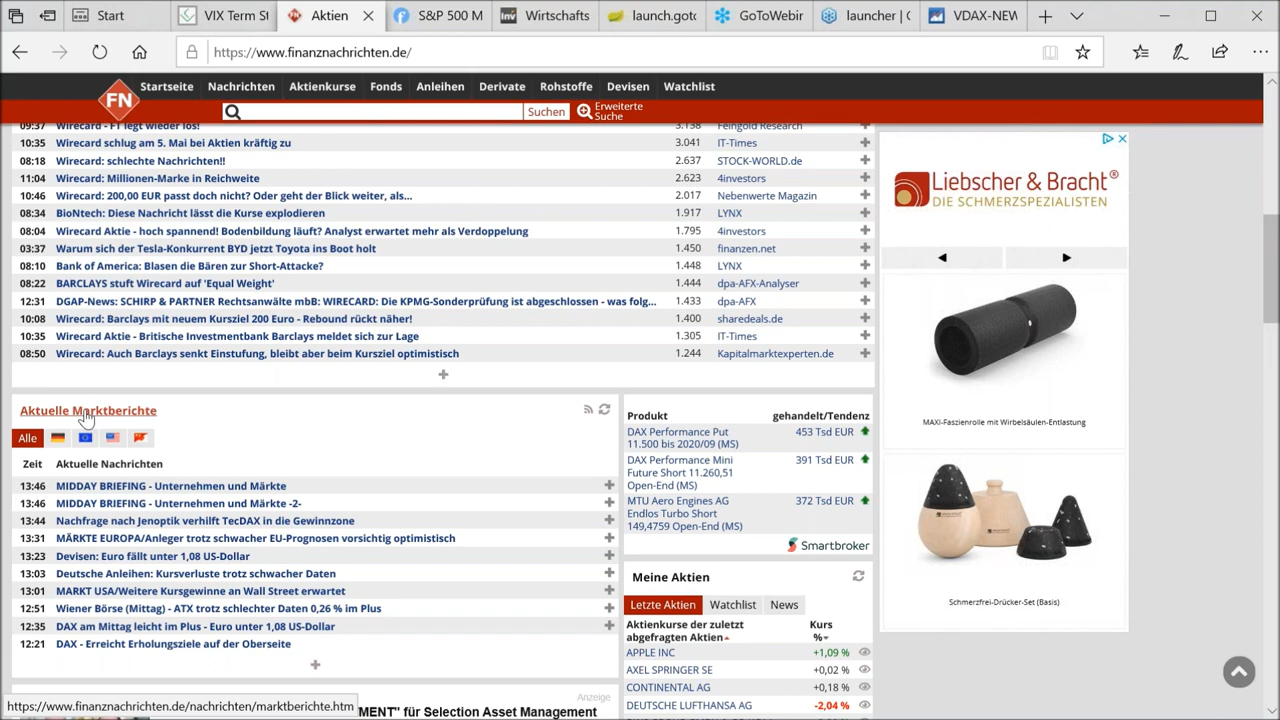 Start
VIX Term St
Aktien
S&P 500 M
Wirtschafts
launch.goto
GoToWebir
launcher | G
VDAX-NEW
https://www.finanznachrichten.de/
FN
Startseite Nachrichten Aktienkurse Fonds Anleihen Derivate Rohstoffe Devisen Watchlist
Suchen
Erweiterte
Suche
09:37 Wirecard - FT legt wieder los! 3.138 Feingold Research
10:35 Wirecard schlug am 5. Mai bei Aktien kräftig zu 3.041 IT-Times
08:18 Wirecard: schlechte Nachrichten!! 2.637 STOCK-WORLD.de
11:04 Wirecard: Millionen-Marke in Reichweite 2.623 4investors
10:46 Wirecard: 200,00 EUR passt doch nicht? Oder geht der Blick weiter, als... 2.017 Nebenwerte Magazin
08:34 BioNtech: Diese Nachricht lässt die Kurse explodieren 1.917 LYNX
08:04 Wirecard Aktie - hoch spannend! Bodenbildung läuft? Analyst erwartet mehr als Verdoppelung 1.795 4investors
03:37 Warum sich der Tesla-Konkurrent BYD jetzt Toyota ins Boot holt 1.450 finanzen.net
08:10 Bank of America: Blasen die Bären zur Short-Attacke? 1.448 LYNX
08:22 BARCLAYS stuft Wirecard auf 'Equal Weight' 1.444 dpa-AFX-Analyser
12:31 DGAP-News: SCHIRP & PARTNER Rechtsanwälte mbB: WIRECARD: Die KPMG-Sonderprüfung ist abgeschlossen - was folg... 1.433 dpa-AFX
10:08 Wirecard: Barclays mit neuem Kursziel 200 Euro - Rebound rückt näher! 1.400 sharedeals.de
10:35 Wirecard Aktie - Britische Investmentbank Barclays meldet sich zur Lage 1.305 IT-Times
08:50 Wirecard: Auch Barclays senkt Einstufung, bleibt aber beim Kursziel optimistisch 1.244 Kapitalmarktexperten.de
Aktuelle Marktberichte
Alle
Zeit Aktuelle Nachrichten
13:46 MIDDAY BRIEFING - Unternehmen und Märkte
13:46 MIDDAY BRIEFING - Unternehmen und Märkte -2-
13:44 Nachfrage nach Jenoptik verhilft TecDAX in die Gewinnzone
13:31 MÄRKTE EUROPA/Anleger trotz schwacher EU-Prognosen vorsichtig optimistisch
13:23 Devisen: Euro fällt unter 1,08 US-Dollar
13:03 Deutsche Anleihen: Kursverluste trotz schwacher Daten
13:01 MARKT USA/Weitere Kursgewinne an Wall Street erwartet
12:51 Wiener Börse (Mittag) - ATX trotz schlechter Daten 0,26 % im Plus
12:35 DAX am Mittag leicht im Plus - Euro unter 1,08 US-Dollar
12:21 DAX - Erreicht Erholungsziele auf der Oberseite
Anzeige
MENT" für Selection Asset Management
https://www.finanznachrichten.de/nachrichten/marktberichte.htm
Produkt gehandelt/Tendenz
DAX Performance Put 453 Tsd EUR
11.500 bis 2020/09 (MS)
DAX Performance Mini 391 Tsd EUR
Future Short 11.260,51
Open-End (MS)
MTU Aero Engines AG 372 Tsd EUR
Endlos Turbo Short
149,4759 Open-End (MS)
Smartbroker
Meine Aktien
Letzte Aktien Watchlist News
Aktienkurse der zuletzt Kurs
abgefragten Aktien %
APPLE INC +1,09 %
AXEL SPRINGER SE +0,02 %
CONTINENTAL AG +0,18 %
DEUTSCHE LUFTHANSA AG -2,04 %
Liebscher & Bracht®
DIE SCHMERZSPEZIALISTEN
MAXI-Faszienrolle mit Wirbelsäulen-Entlastung
Schmerzfrei-Drücker-Set (Basis)